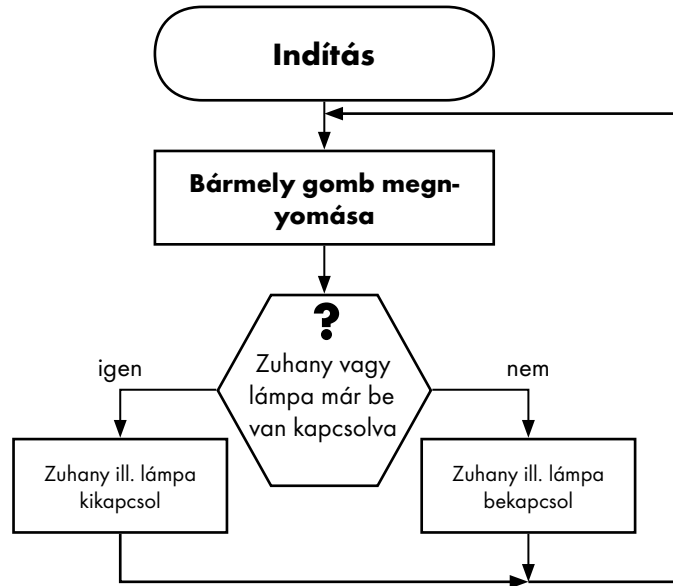 Indítás
Bármely gomb megn-
yomása
?
Zuhany vagy
lámpa már be
van kapcsolva
igen
nem
Zuhany ill. lámpa
kikapcsol
Zuhany ill. lámpa
bekapcsol